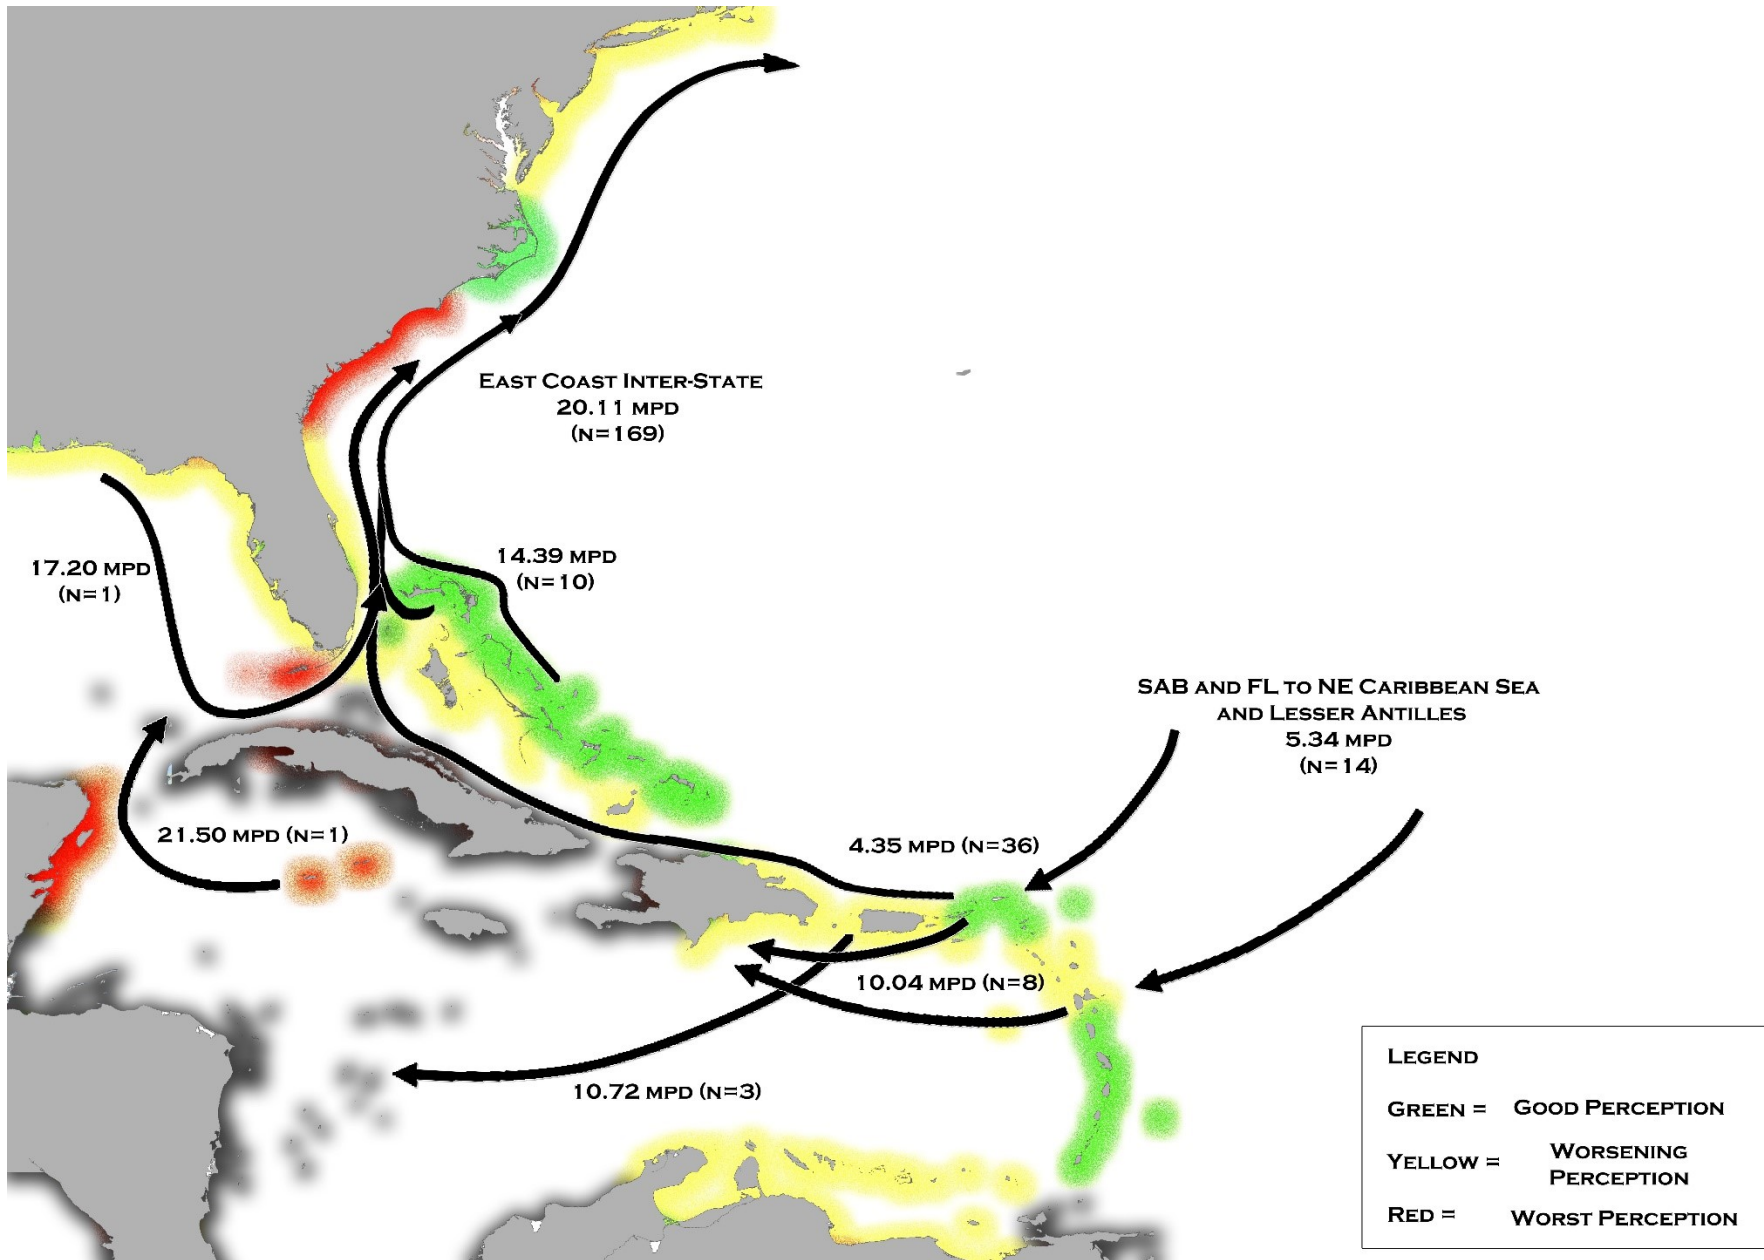 EAST COAST INTER-STATE
20.11 MPD
(N=169)
17.20 MPD
(N=1)
14.39 MPD
(N=10)
SAB AND FL TO NE CARIBBEAN SEA
AND LESSER ANTILLES
5.34 MPD
(N=14)
21.50 MPD (N=1)
4.35 MPD (N=36)
10.04 MPD (N=8)
10.72 MPD (N=3)
LEGEND
GREEN = GOOD PERCEPTION
YELLOW = WORSENING
PERCEPTION
RED = WORST PERCEPTION